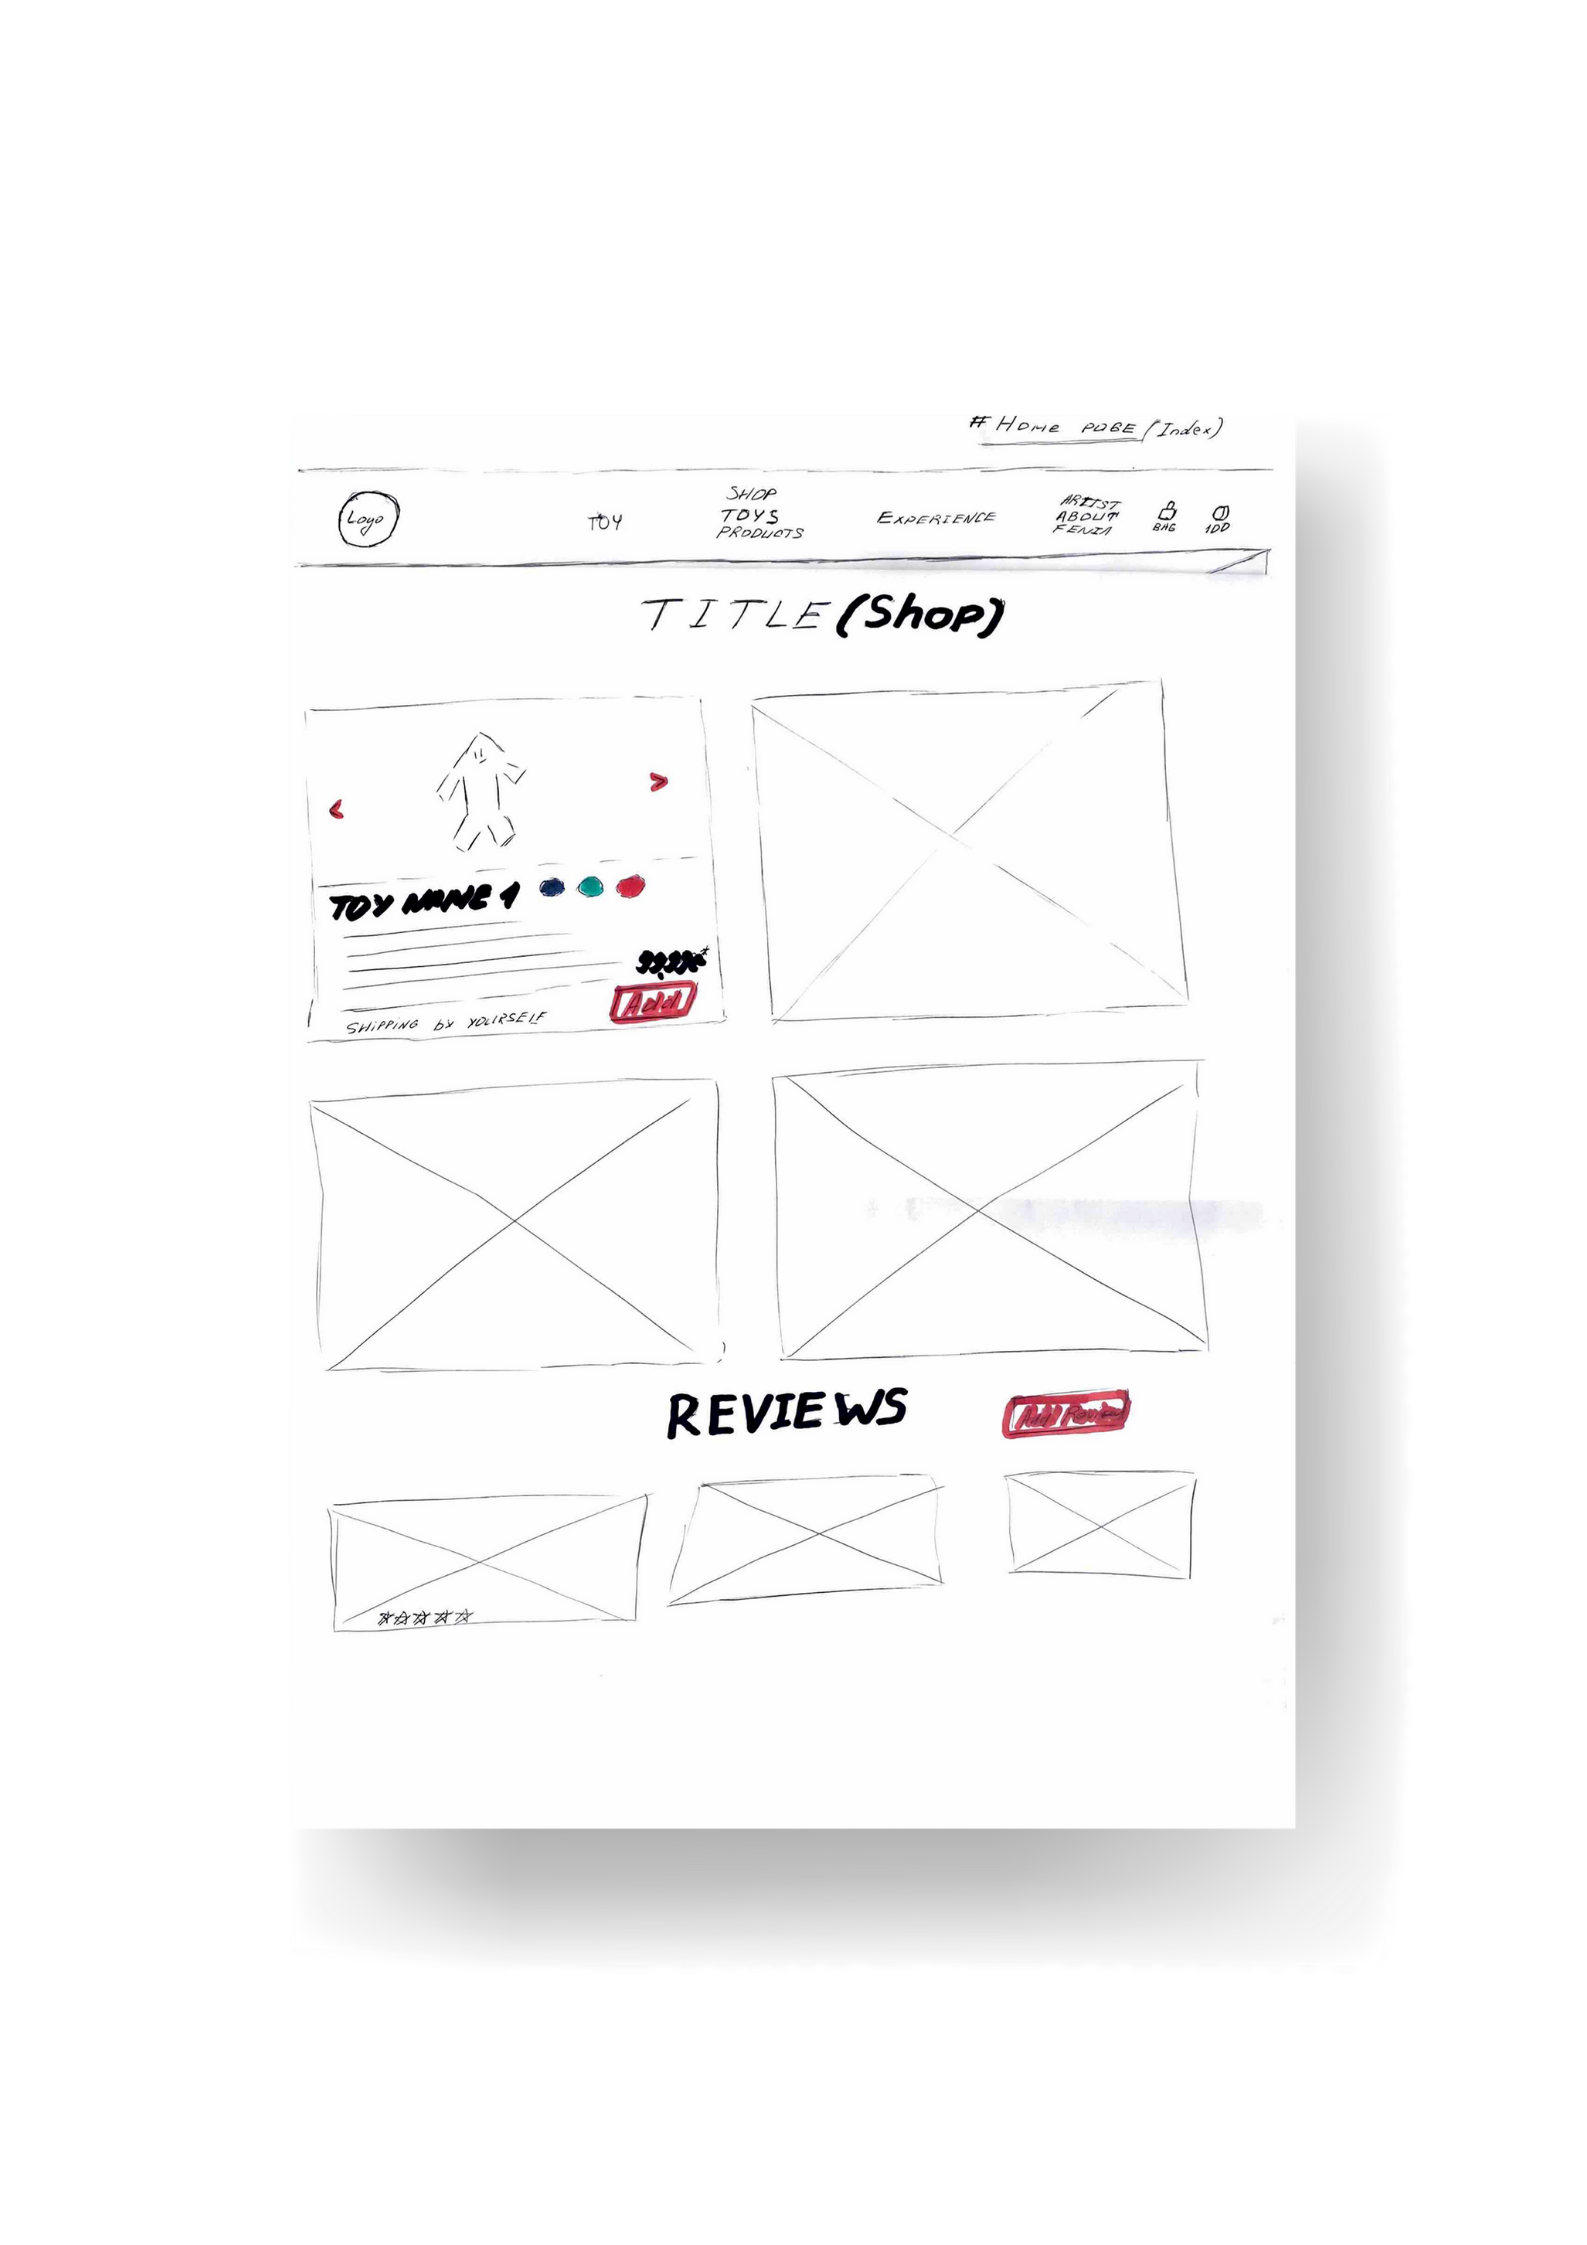 # HOME PAGE (Index)
Logo
TOY
SHOP
TOYS
PRODUCTS
EXPERIENCE
ARTIST
ABOUT
FENIA
BAG
TITLE (Shop)
<
>
TOY NAME 1
99,99€*
Add
SHIPPING by YOURSELF
REVIEWS
Add Review